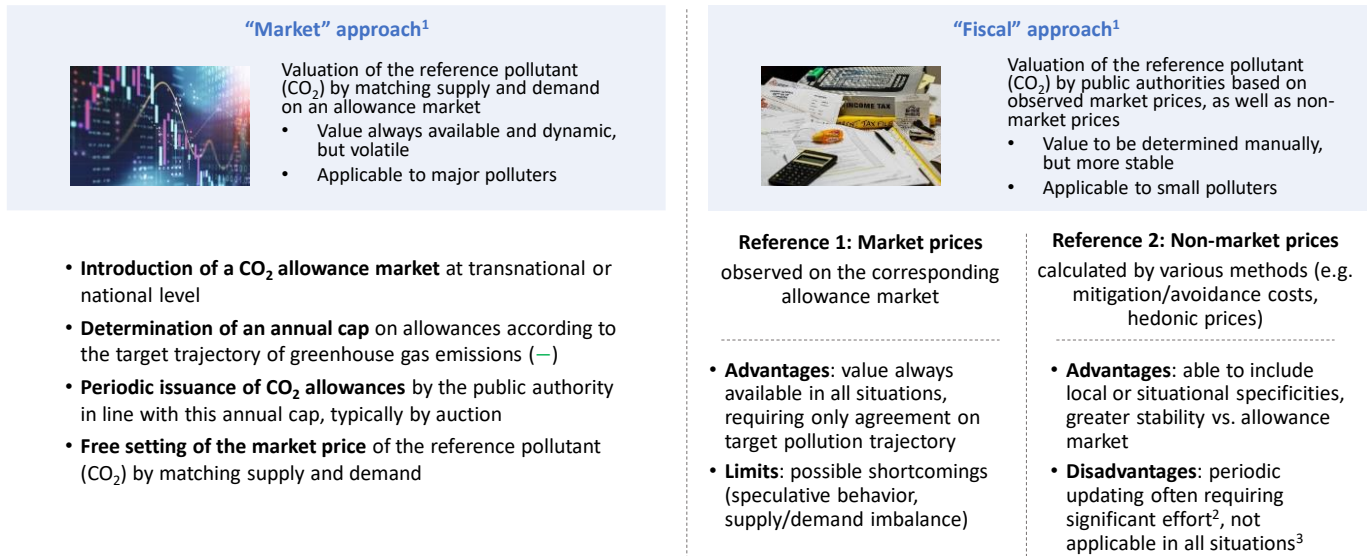 “Market” approach¹
Valuation of the reference pollutant
(CO₂) by matching supply and demand
on an allowance market
• Value always available and dynamic,
but volatile
• Applicable to major polluters
• Introduction of a CO₂ allowance market at transnational or
national level
• Determination of an annual cap on allowances according to
the target trajectory of greenhouse gas emissions (—)
• Periodic issuance of CO₂ allowances by the public authority
in line with this annual cap, typically by auction
• Free setting of the market price of the reference pollutant
(CO₂) by matching supply and demand
“Fiscal” approach¹
INCOME TAX
Valuation of the reference pollutant
(CO₂) by public authorities based on
observed market prices, as well as non-
market prices
• Value to be determined manually,
but more stable
• Applicable to small polluters
Reference 1: Market prices
observed on the corresponding
allowance market
• Advantages: value always
available in all situations,
requiring only agreement on
target pollution trajectory
• Limits: possible shortcomings
(speculative behavior,
supply/demand imbalance)
Reference 2: Non-market prices
calculated by various methods (e.g.
mitigation/avoidance costs,
hedonic prices)
• Advantages: able to include
local or situational specificities,
greater stability vs. allowance
market
• Disadvantages: periodic
updating often requiring
significant effort², not
applicable in all situations³